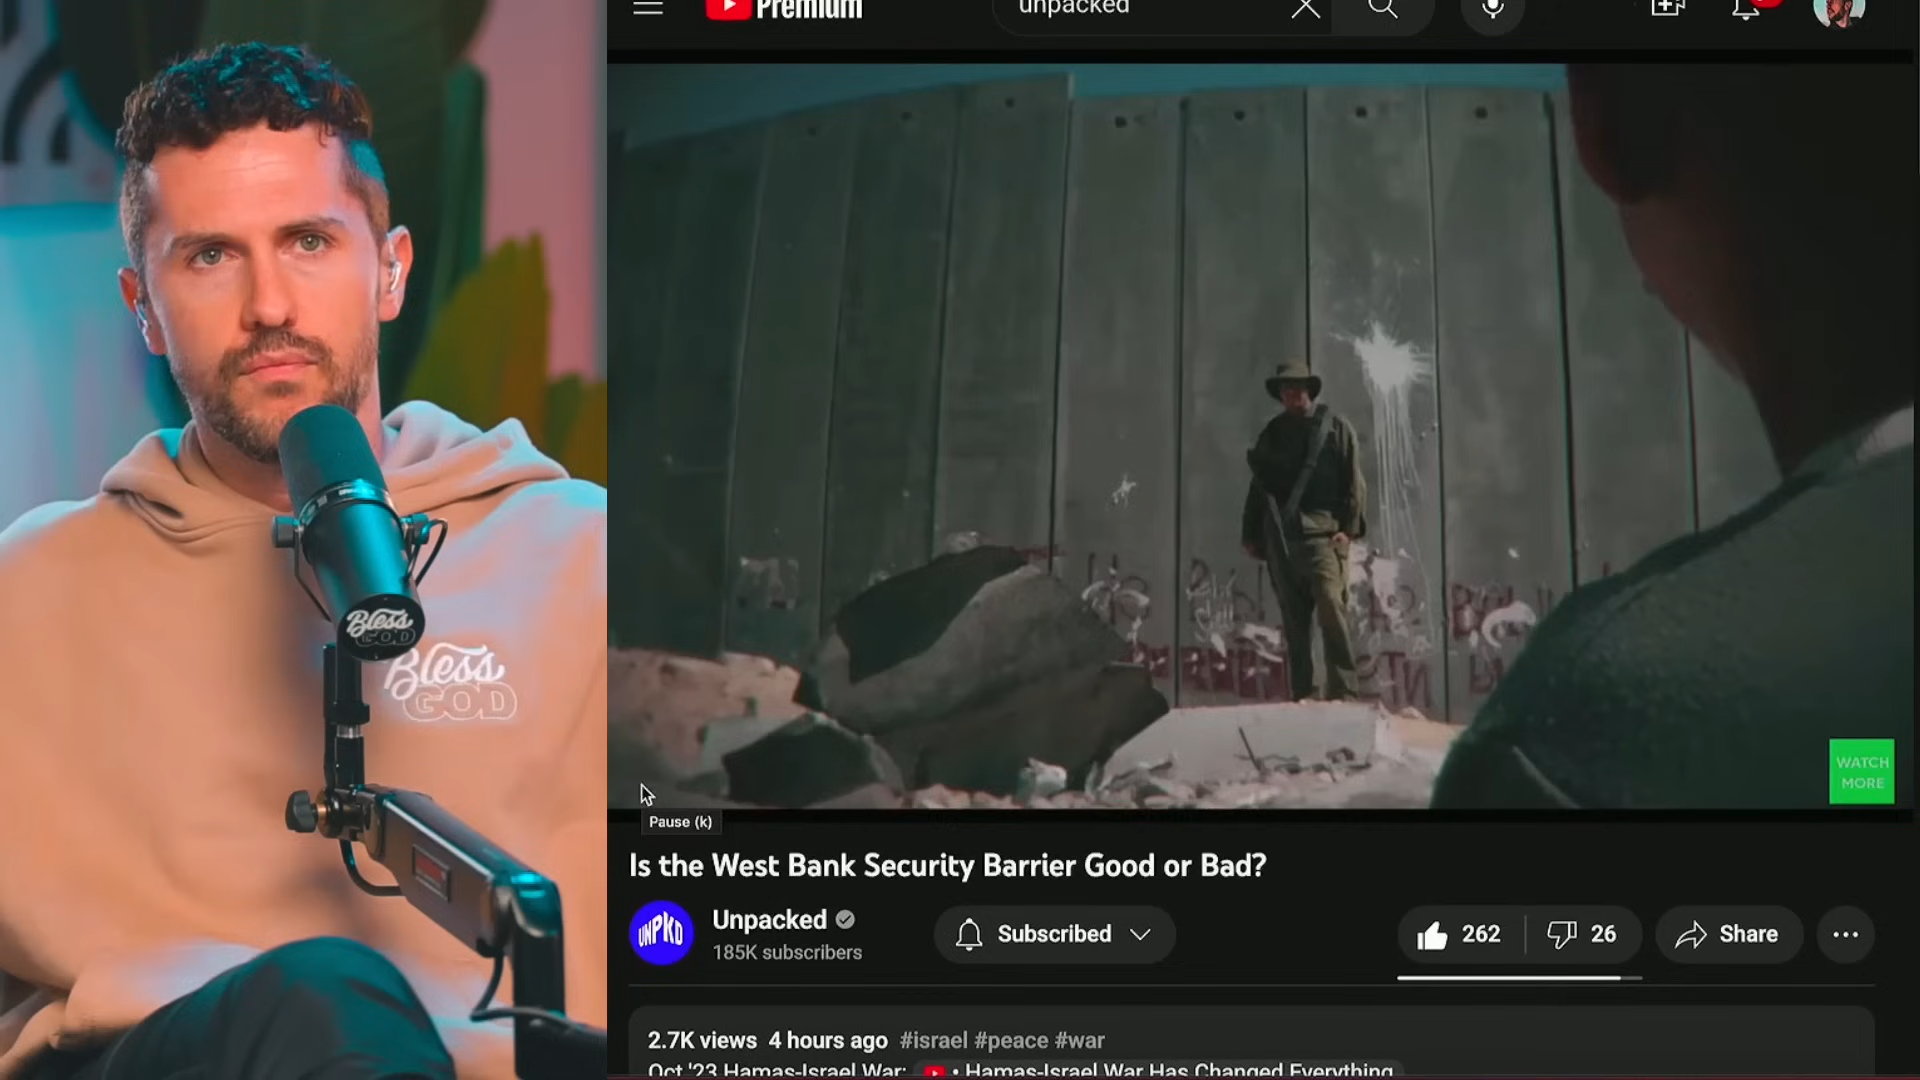 Premium
unpacked
Bless
GOD
Bless
GOD
WATCH
MORE
Pause (k)
Is the West Bank Security Barrier Good or Bad?
UNPKD
Unpacked
185K subscribers
Subscribed
262
26
Share
2.7K views 4 hours ago #israel #peace #war
Oct '23 Hamas-Israel War: • Hamas-Israel War Has Changed Everything